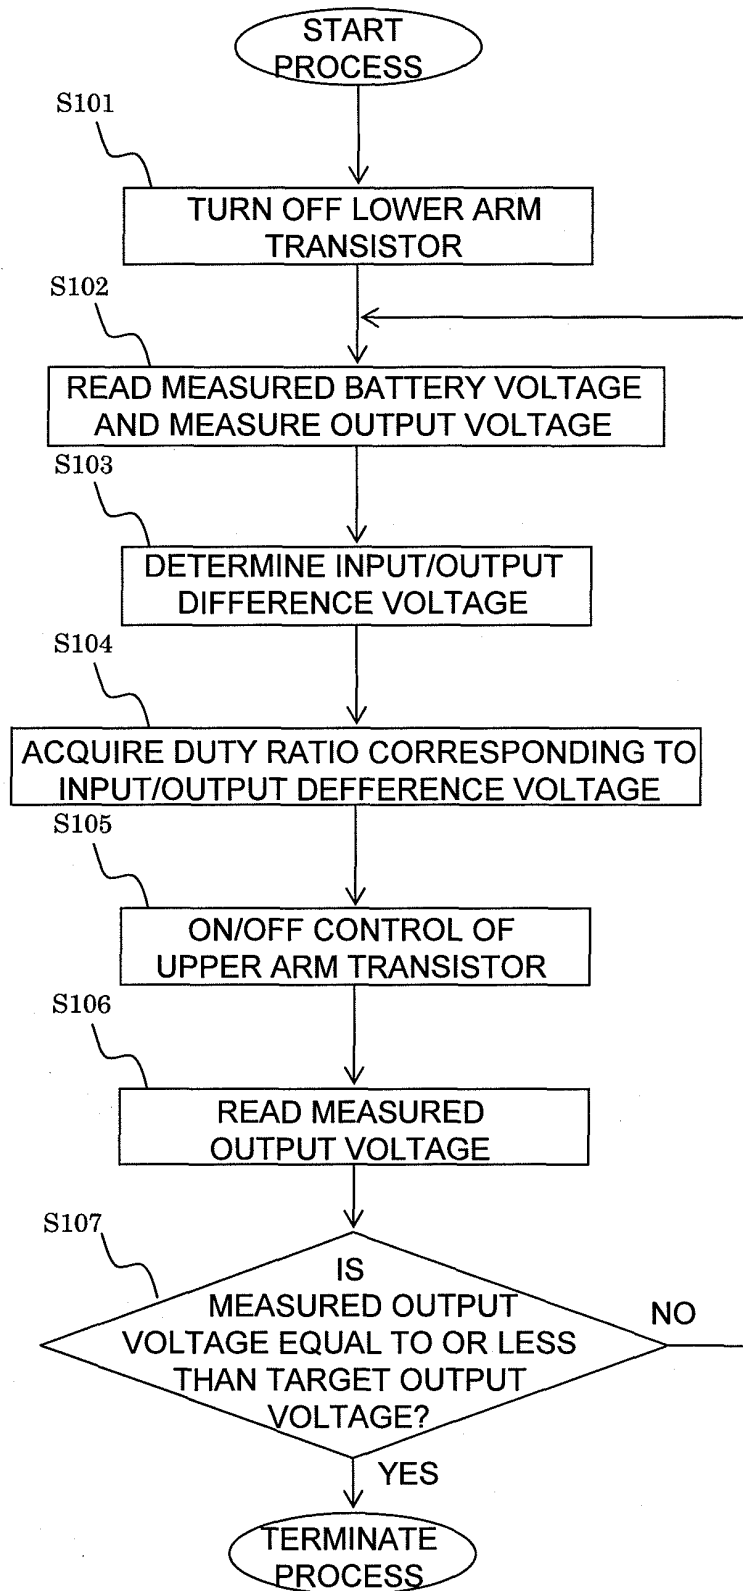 START
PROCESS
S101
TURN OFF LOWER ARM
TRANSISTOR
S102
READ MEASURED BATTERY VOLTAGE
AND MEASURE OUTPUT VOLTAGE
S103
DETERMINE INPUT/OUTPUT
DIFFERENCE VOLTAGE
S104
ACQUIRE DUTY RATIO CORRESPONDING TO
INPUT/OUTPUT DEFFERENCE VOLTAGE
S105
ON/OFF CONTROL OF
UPPER ARM TRANSISTOR
S106
READ MEASURED
OUTPUT VOLTAGE
S107
IS
MEASURED OUTPUT
VOLTAGE EQUAL TO OR LESS
THAN TARGET OUTPUT
VOLTAGE?
NO
YES
TERMINATE
PROCESS